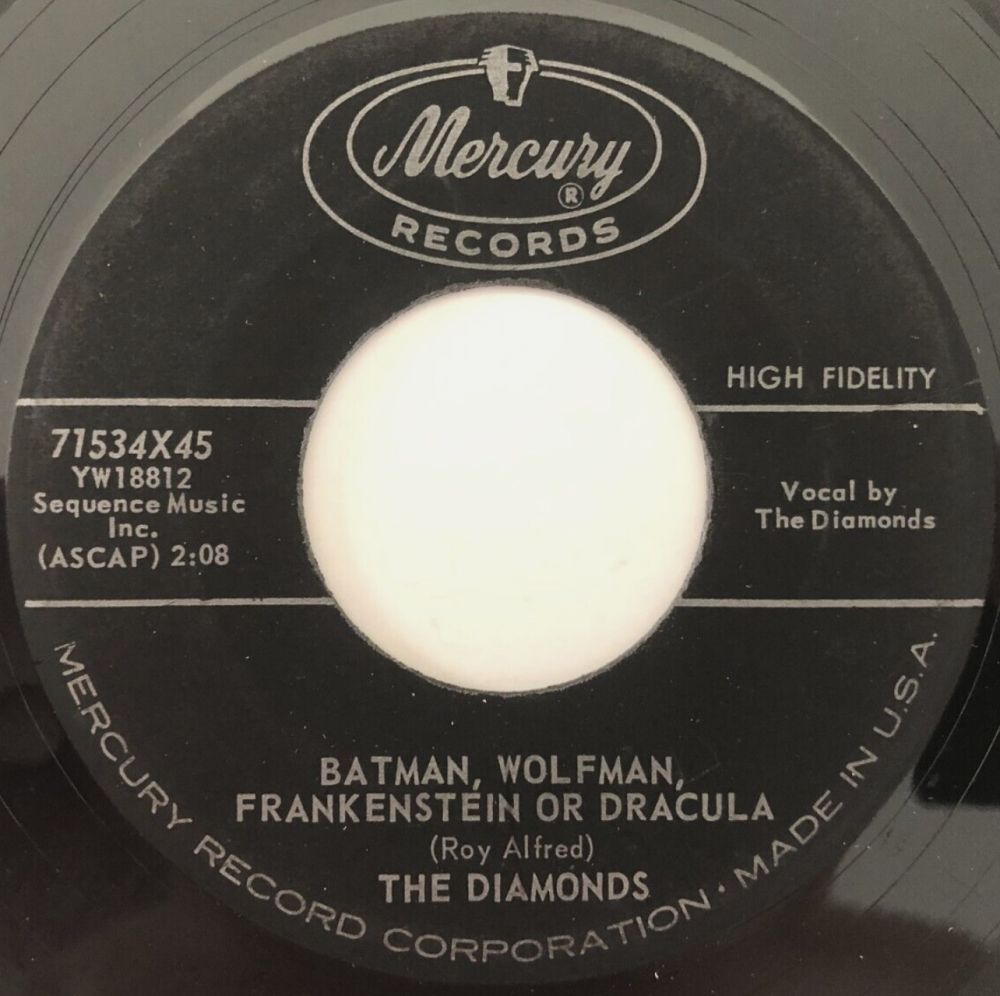 Mercury
®
RECORDS
HIGH FIDELITY
71534X45
YW18812
Sequence Music
Inc.
(ASCAP) 2:08
Vocal by
The Diamonds
BATMAN, WOLFMAN,
FRANKENSTEIN OR DRACULA
(Roy Alfred)
THE DIAMONDS
MERCURY RECORD CORPORATION · MADE IN U.S.A.